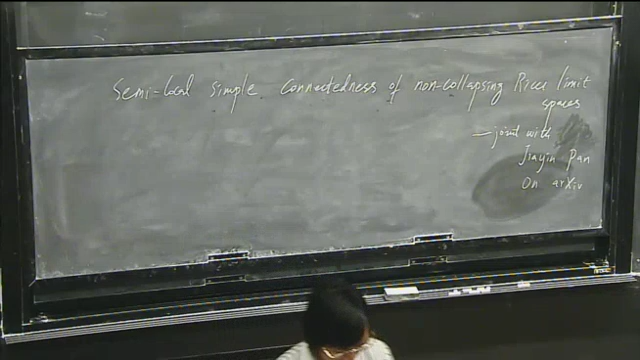 Semi-local simple connectedness of non-collapsing Ricci limit
spaces
— joint with
Jiayin Pan
On arXiv